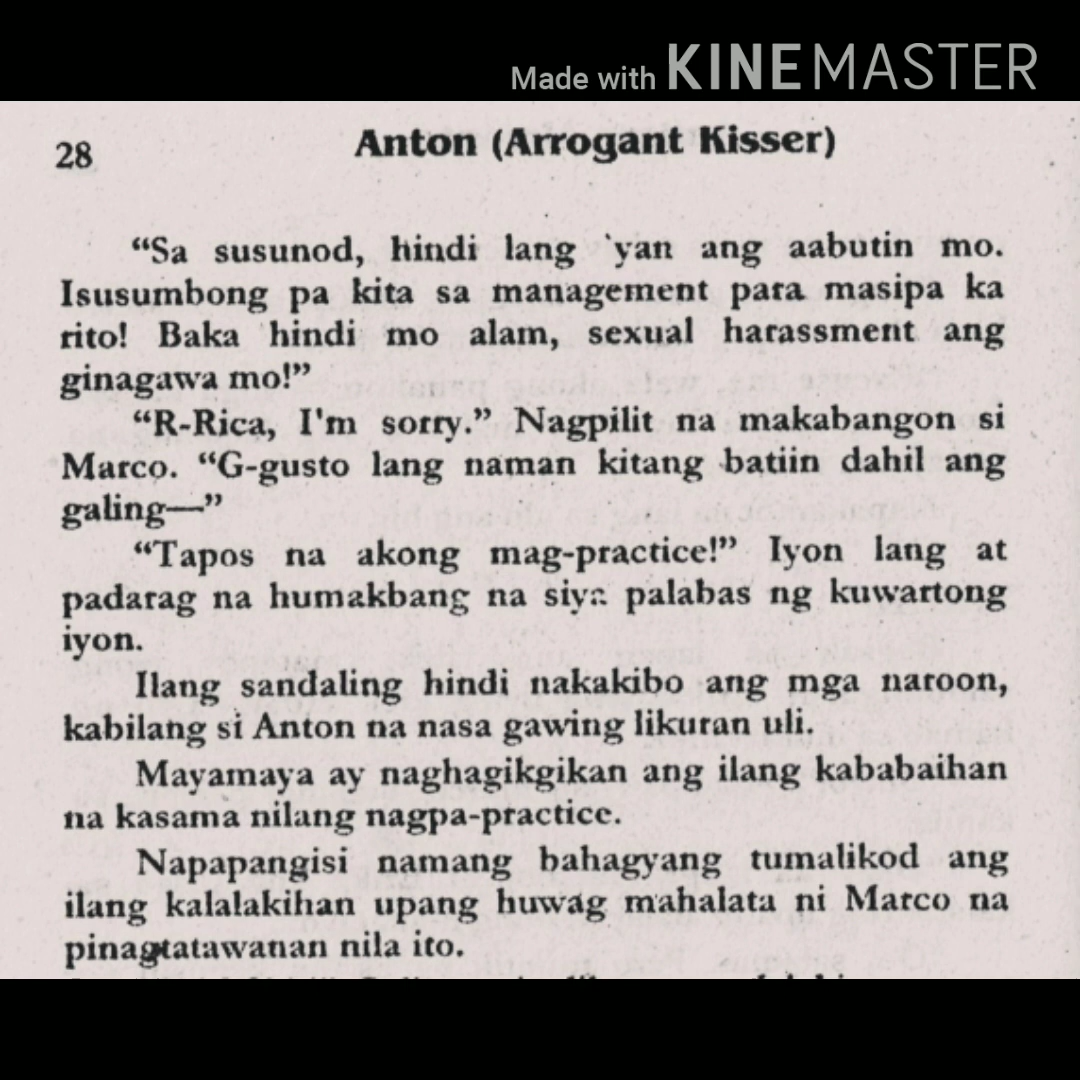 Made with KINEMASTER
28
Anton (Arrogant Kisser)
“Sa susunod, hindi lang 'yan ang aabutin mo.
Isusumbong pa kita sa management para masipa ka
rito! Baka hindi mo alam, sexual harassment ang
ginagawa mo!”
“R-Rica, I'm sorry.” Nagpilit na makabangon si
Marco. “G-gusto lang naman kitang batiin dahil ang
galing—”
“Tapos na akong mag-practice!” Iyon lang at
padarag na humakbang na siya palabas ng kuwartong
iyon.
Ilang sandaling hindi nakakibo ang mga naroon,
kabilang si Anton na nasa gawing likuran uli.
Mayamaya ay naghagikgikan ang ilang kababaihan
na kasama nilang nagpa-practice.
Napapangisi namang bahagyang tumalikod ang
ilang kalalakihan upang huwag mahalata ni Marco na
pinagtatawanan nila ito.